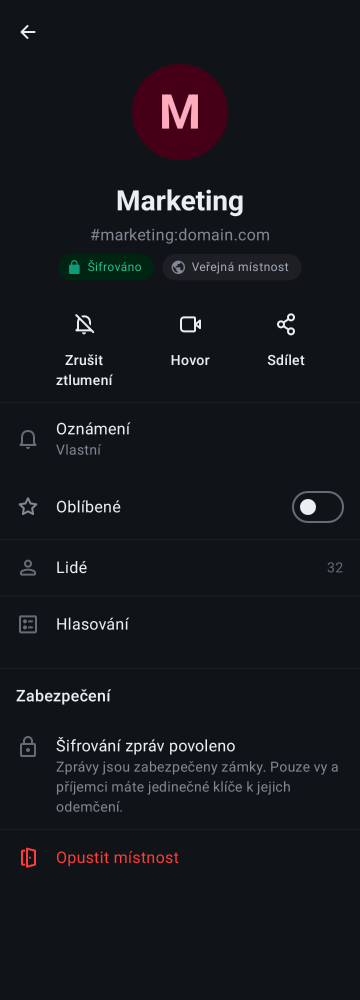 M
Marketing
#marketing:domain.com
Šifrováno
Veřejná místnost
Zrušit
ztlumení
Hovor
Sdílet
Oznámení
Vlastní
Oblíbené
Lidé
32
Hlasování
Zabezpečení
Šifrování zpráv povoleno
Zprávy jsou zabezpečeny zámky. Pouze vy a
příjemci máte jedinečné klíče k jejich
odemčení.
Opustit místnost